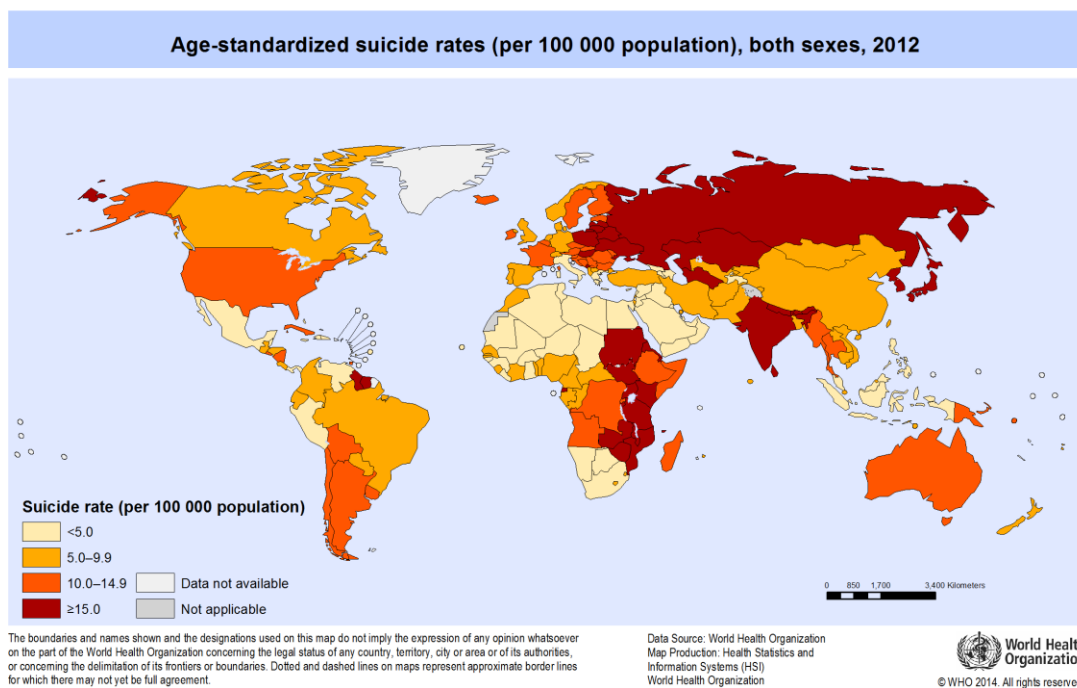 Age-standardized suicide rates (per 100 000 population), both sexes, 2012
Suicide rate (per 100 000 population)
<5.0
5.0–9.9
10.0–14.9
≥15.0
Data not available
Not applicable
0 850 1,700 3,400 Kilometers
The boundaries and names shown and the designations used on this map do not imply the expression of any opinion whatsoever
on the part of the World Health Organization concerning the legal status of any country, territory, city or area or of its authorities,
or concerning the delimitation of its frontiers or boundaries. Dotted and dashed lines on maps represent approximate border lines
for which there may not yet be full agreement.
Data Source: World Health Organization
Map Production: Health Statistics and
Information Systems (HSI)
World Health Organization
World Healt
Organizatio
© WHO 2014. All rights reserve